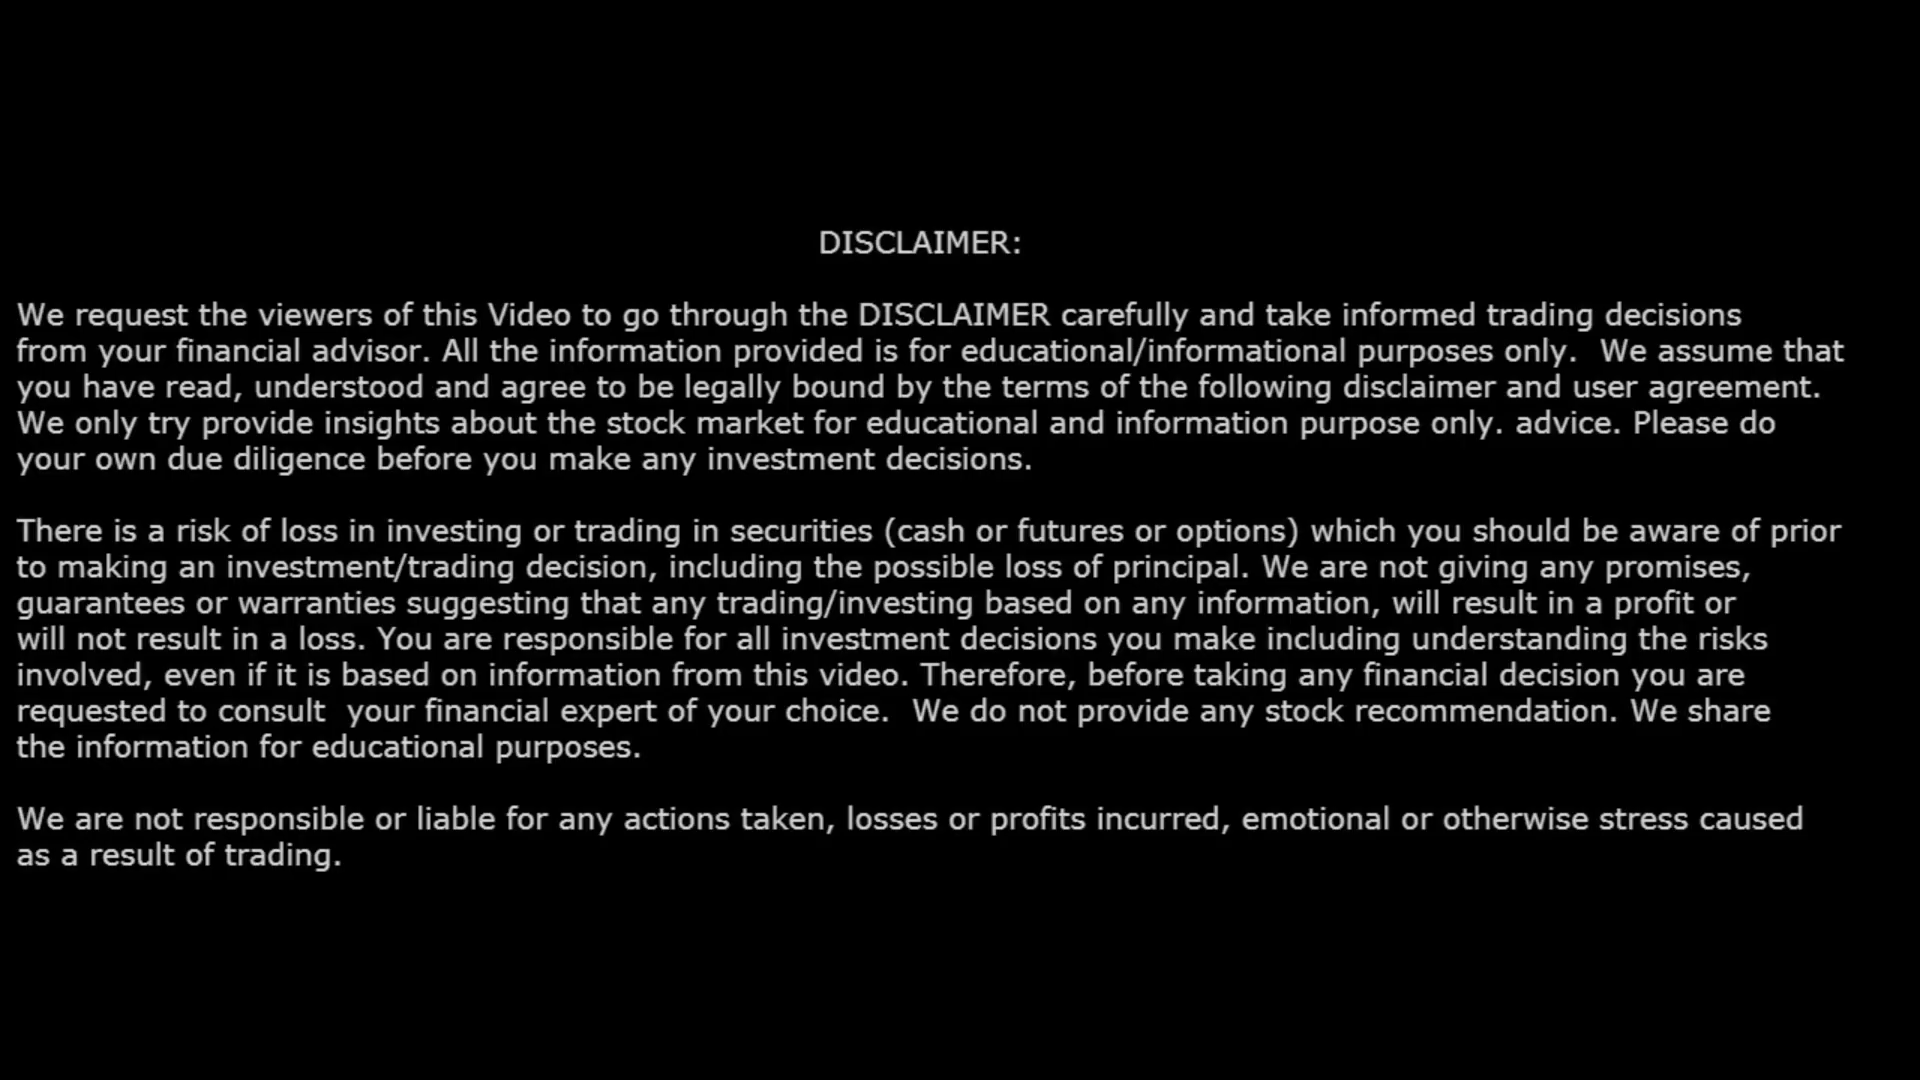 DISCLAIMER:
We request the viewers of this Video to go through the DISCLAIMER carefully and take informed trading decisions
from your financial advisor. All the information provided is for educational/informational purposes only.  We assume that
you have read, understood and agree to be legally bound by the terms of the following disclaimer and user agreement.
We only try provide insights about the stock market for educational and information purpose only. advice. Please do
your own due diligence before you make any investment decisions.
There is a risk of loss in investing or trading in securities (cash or futures or options) which you should be aware of prior
to making an investment/trading decision, including the possible loss of principal. We are not giving any promises,
guarantees or warranties suggesting that any trading/investing based on any information, will result in a profit or
will not result in a loss. You are responsible for all investment decisions you make including understanding the risks
involved, even if it is based on information from this video. Therefore, before taking any financial decision you are
requested to consult  your financial expert of your choice.  We do not provide any stock recommendation. We share
the information for educational purposes.
We are not responsible or liable for any actions taken, losses or profits incurred, emotional or otherwise stress caused
as a result of trading.